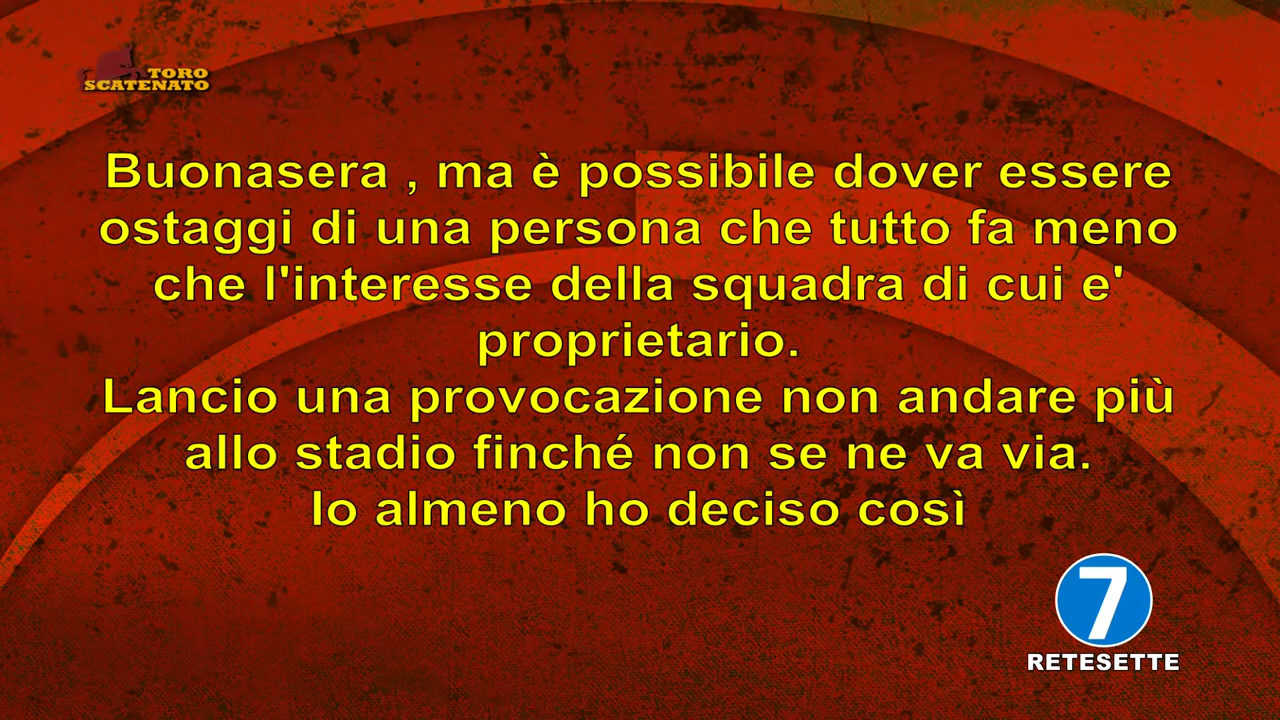 TORO
SCATENATO
Buonasera , ma è possibile dover essere
ostaggi di una persona che tutto fa meno
che l'interesse della squadra di cui e'
proprietario.
Lancio una provocazione non andare più
allo stadio finché non se ne va via.
Io almeno ho deciso così
7
RETESETTE